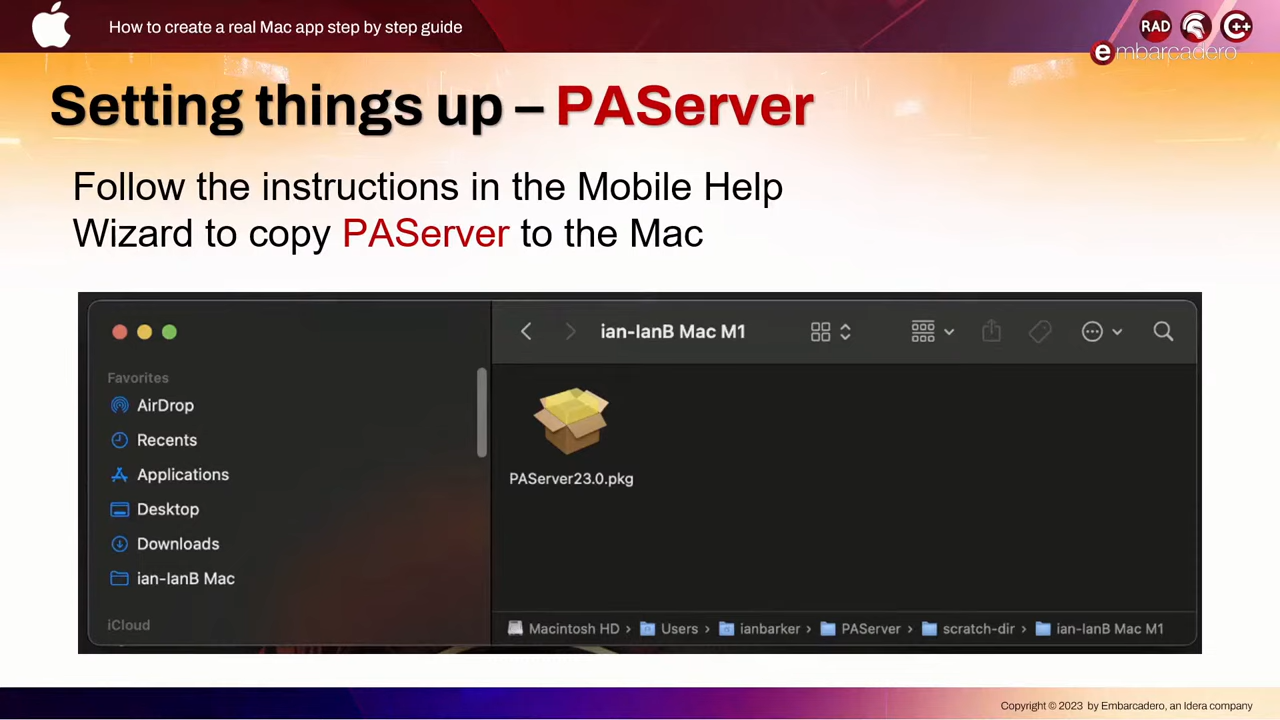 How to create a real Mac app step by step guide
RAD
C++
embarcadero
Setting things up – PAServer
Follow the instructions in the Mobile Help
Wizard to copy PAServer to the Mac
ian-IanB Mac M1
Favorites
AirDrop
Recents
Applications
Desktop
Downloads
ian-IanB Mac
iCloud
PAServer23.0.pkg
Macintosh HD › Users › ianbarker › PAServer › scratch-dir › ian-IanB Mac M1
Copyright © 2023 by Embarcadero, an Idera company